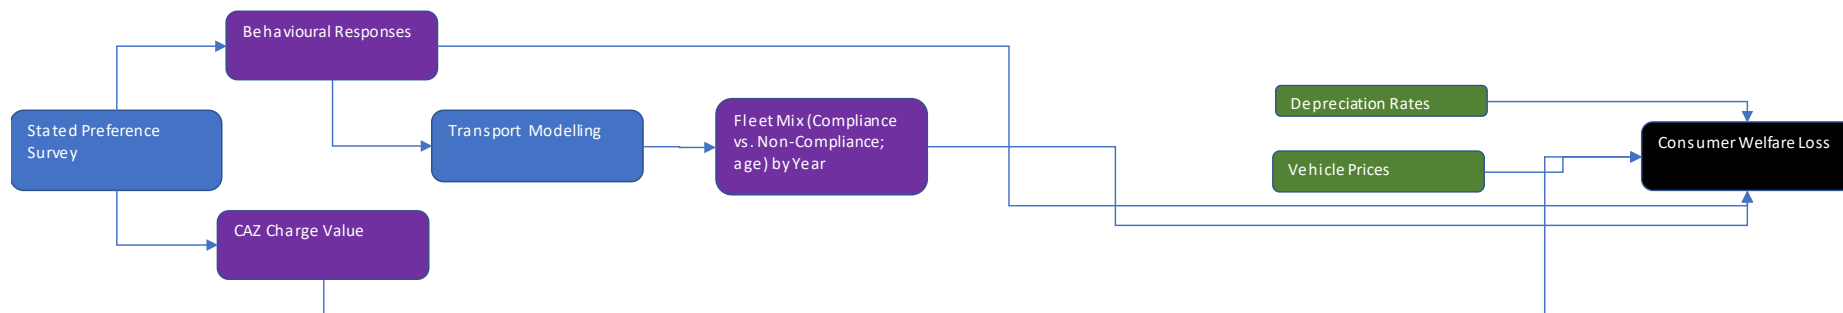 Behavioural Responses
Stated Preference
Survey
Transport Modelling
Fleet Mix (Compliance
vs. Non-Compliance;
age) by Year
CAZ Charge Value
Depreciation Rates
Vehicle Prices
Consumer Welfare Loss